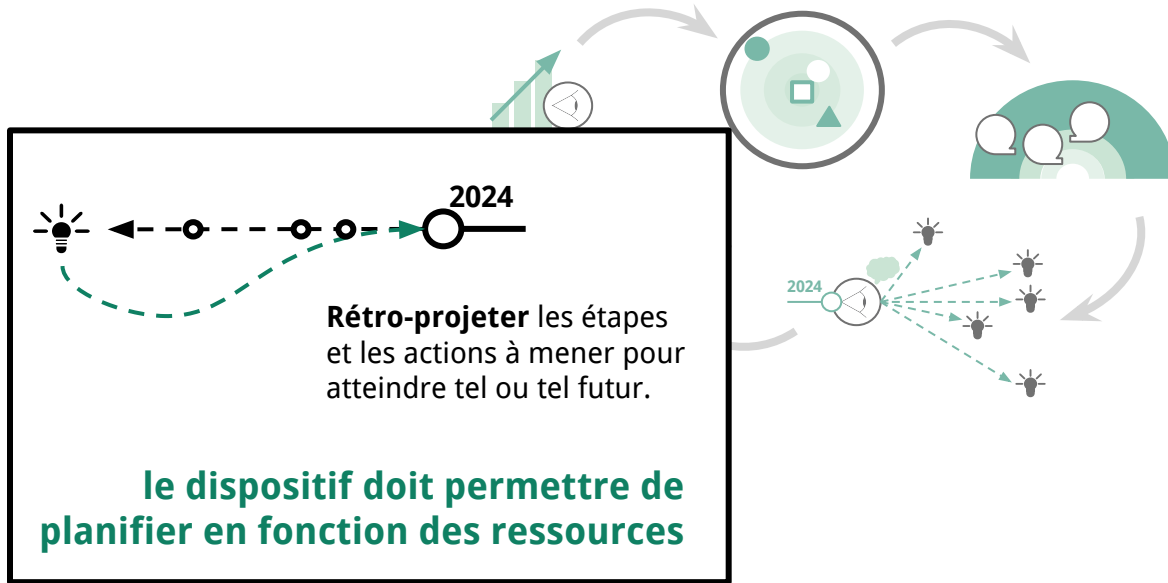 2024
Rétro-projeter les étapes
et les actions à mener pour
atteindre tel ou tel futur.
le dispositif doit permettre de
planifier en fonction des ressources
2024